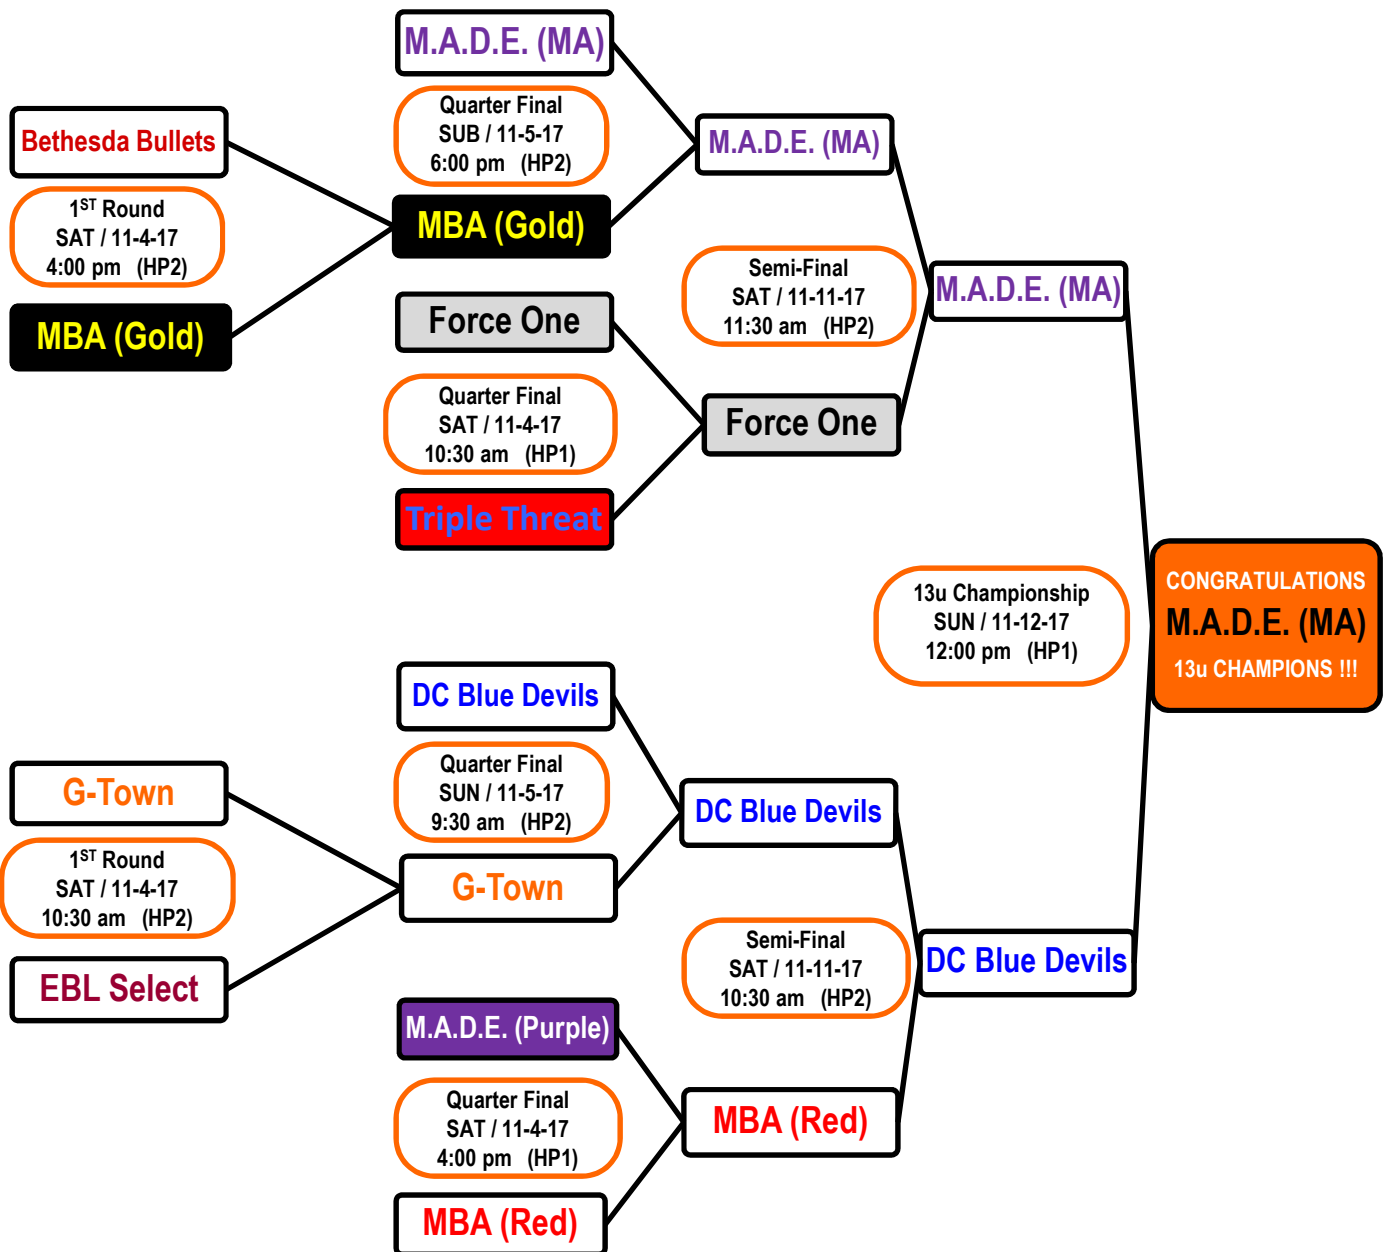 M.A.D.E. (MA)
Quarter Final
SUB / 11-5-17
6:00 pm (HP2)
Bethesda Bullets
1ST Round
SAT / 11-4-17
4:00 pm (HP2)
MBA (Gold)
MBA (Gold)
M.A.D.E. (MA)
Semi-Final
SAT / 11-11-17
11:30 am (HP2)
M.A.D.E. (MA)
Force One
Quarter Final
SAT / 11-4-17
10:30 am (HP1)
Force One
Triple Threat
13u Championship
SUN / 11-12-17
12:00 pm (HP1)
CONGRATULATIONS
M.A.D.E. (MA)
13u CHAMPIONS !!!
DC Blue Devils
Quarter Final
SUN / 11-5-17
9:30 am (HP2)
G-Town
1ST Round
SAT / 11-4-17
10:30 am (HP2)
EBL Select
G-Town
DC Blue Devils
Semi-Final
SAT / 11-11-17
10:30 am (HP2)
DC Blue Devils
M.A.D.E. (Purple)
Quarter Final
SAT / 11-4-17
4:00 pm (HP1)
MBA (Red)
MBA (Red)